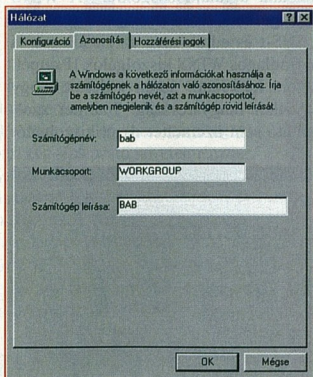 Hálózat
Konfiguráció Azonosítás Hozzáférési jogok
A Windows a következő információkat használja a
számítógépnek a hálózaton való azonosításához. Írja
be a számítógép nevét, azt a munkacsoportot,
amelyben megjelenik és a számítógép rövid leírását.
Számítógépnév: bab
Munkacsoport: WORKGROUP
Számítógép leírása: BAB
OK Mégse